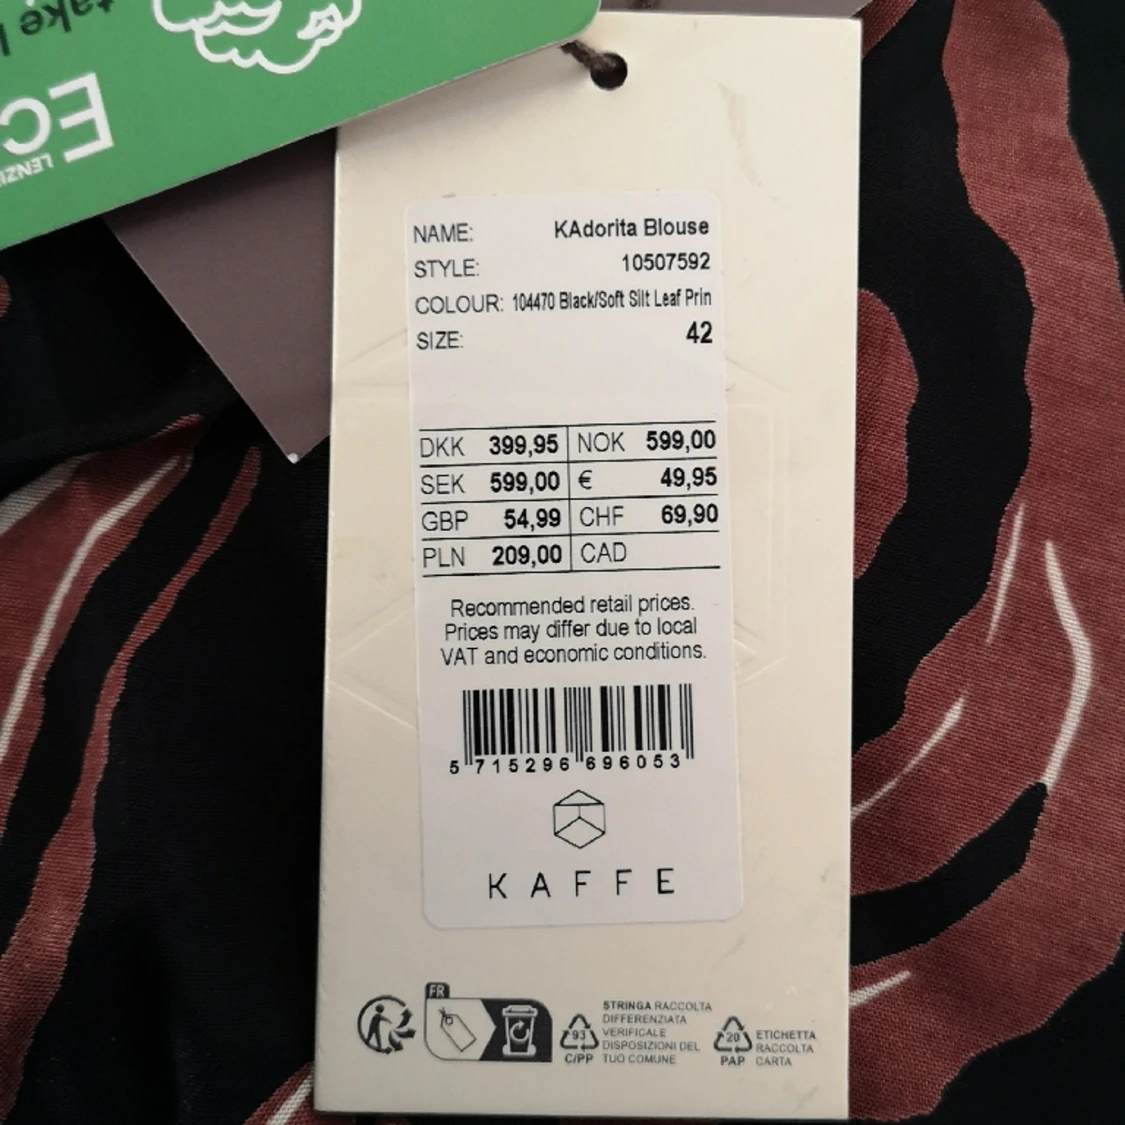 take
Ec
LENZI
NAME: KAdorita Blouse
STYLE: 10507592
COLOUR: 104470 Black/Soft Silt Leaf Prin
SIZE: 42
DKK 399,95 NOK 599,00
SEK 599,00 € 49,95
GBP 54,99 CHF 69,90
PLN 209,00 CAD
Recommended retail prices.
Prices may differ due to local
VAT and economic conditions.
5 715296 696053
KAFFE
FR
93
C/PP
STRINGA RACCOLTA
DIFFERENZIATA
VERIFICALE
DISPOSIZIONI DEL
TUO COMUNE
20
PAP
ETICHETTA
RACCOLTA
CARTA